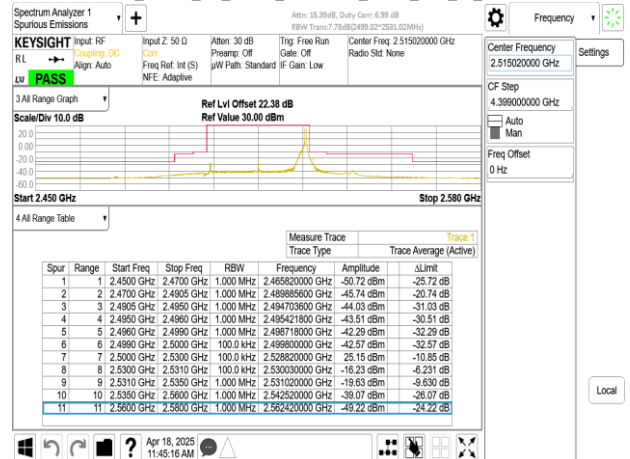 Spectrum Analyzer 1
Spurious Emissions
Attn: 15.39dB, Duty Corr: 6.99 dB
RBW Trans:7.78dB(2499.02~2531.02MHz)
Frequency
KEYSIGHT
RL
LXI PASS
Input: RF
Coupling: DC
Align: Auto
Input Z: 50 Ω
Corr
Freq Ref: Int (S)
NFE: Adaptive
Atten: 30 dB
Preamp: Off
µW Path: Standard
Trig: Free Run
Gate: Off
IF Gain: Low
Center Freq: 2.515020000 GHz
Radio Std: None
Center Frequency
2.515020000 GHz
Settings
CF Step
4.399000000 GHz
Auto
Man
Freq Offset
0 Hz
Local
3 All Range Graph
Scale/Div 10.0 dB
Ref Lvl Offset 22.38 dB
Ref Value 30.00 dBm
20.0
0.00
-20.0
-40.0
-60.0
Start 2.450 GHz
Stop 2.580 GHz
4 All Range Table
Measure Trace Trace 1
Trace Type Trace Average (Active)
Spur Range Start Freq Stop Freq RBW Frequency Amplitude ΔLimit
1 1 2.4500 GHz 2.4700 GHz 1.000 MHz 2.465820000 GHz -50.72 dBm -25.72 dB
2 2 2.4700 GHz 2.4905 GHz 1.000 MHz 2.489885600 GHz -45.74 dBm -20.74 dB
3 3 2.4905 GHz 2.4950 GHz 1.000 MHz 2.494703600 GHz -44.03 dBm -31.03 dB
4 4 2.4950 GHz 2.4960 GHz 1.000 MHz 2.495421800 GHz -43.51 dBm -30.51 dB
5 5 2.4960 GHz 2.4990 GHz 1.000 MHz 2.498718000 GHz -42.29 dBm -32.29 dB
6 6 2.4990 GHz 2.5000 GHz 100.0 kHz 2.499800000 GHz -42.57 dBm -32.57 dB
7 7 2.5000 GHz 2.5300 GHz 100.0 kHz 2.528820000 GHz 25.15 dBm -10.85 dB
8 8 2.5300 GHz 2.5310 GHz 100.0 kHz 2.530030000 GHz -16.23 dBm -6.231 dB
9 9 2.5310 GHz 2.5350 GHz 1.000 MHz 2.531020000 GHz -19.63 dBm -9.630 dB
10 10 2.5350 GHz 2.5600 GHz 1.000 MHz 2.542520000 GHz -39.07 dBm -26.07 dB
11 11 2.5600 GHz 2.5800 GHz 1.000 MHz 2.562420000 GHz -49.22 dBm -24.22 dB
Apr 18, 2025
11:45:16 AM